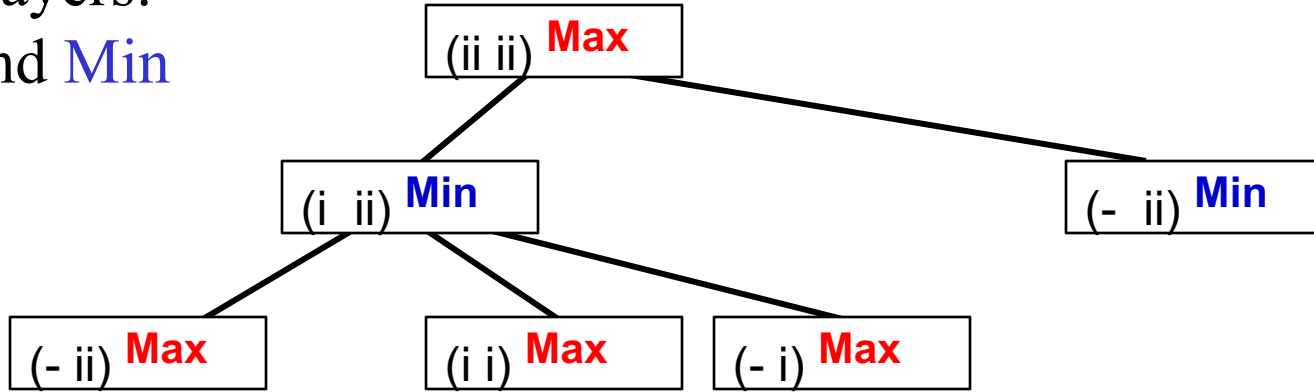 ayers:
nd Min
(ii ii) Max
(i ii) Min
(- ii) Min
(- ii) Max
(i i) Max
(- i) Max